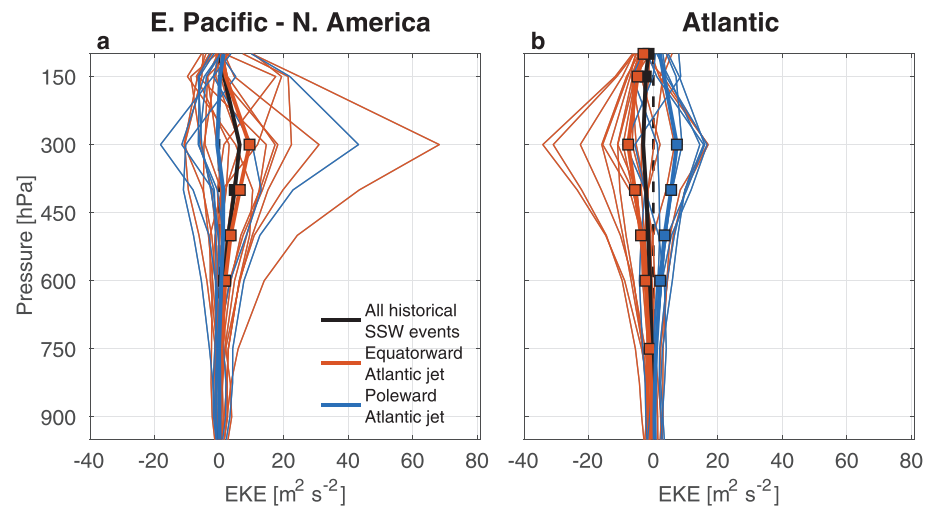 E. Pacific - N. America
Atlantic
a
b
150
300
450
600
750
900
Pressure [hPa]
All historical
SSW events
Equatorward
Atlantic jet
Poleward
Atlantic jet
-40 -20 0 20 40 60 80
-40 -20 0 20 40 60 80
EKE [m² s⁻²]
EKE [m² s⁻²]